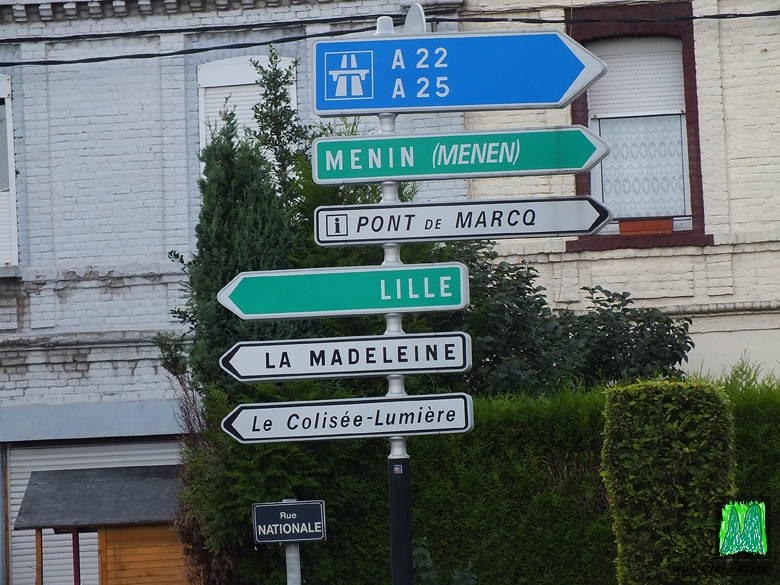 A 22
A 25
MENIN (MENEN)
i PONT DE MARCQ
LILLE
LA MADELEINE
Le Colisée-Lumière
Rue
NATIONALE